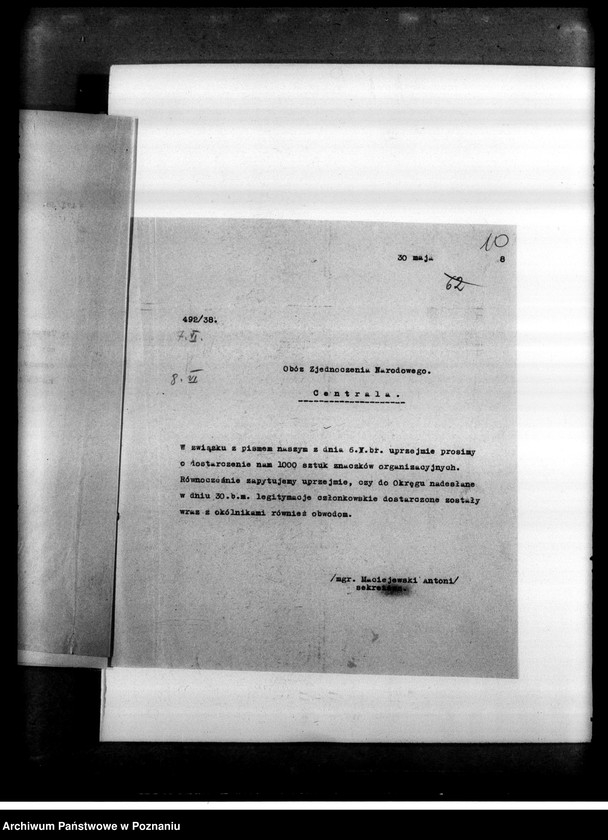 10
30 maja 8
62
492/38.
7.VI.
8.VI
Obóz Zjednoczenia Narodowego.
Centrala.
W związku z pismem naszym z dnia 6.X.br. uprzejmie prosimy
o dostarczenie nam 1000 sztuk znaczków organizacyjnych.
Równocześnie zapytujemy uprzejmie, czy do Okręgu nadesłane
w dniu 30.b.m. legitymacje członkowskie dostarczone zostały
wraz z okólnikami również obwodom.
/mgr. Maciejewski Antoni/
Archiwum Państwowe w Poznaniu